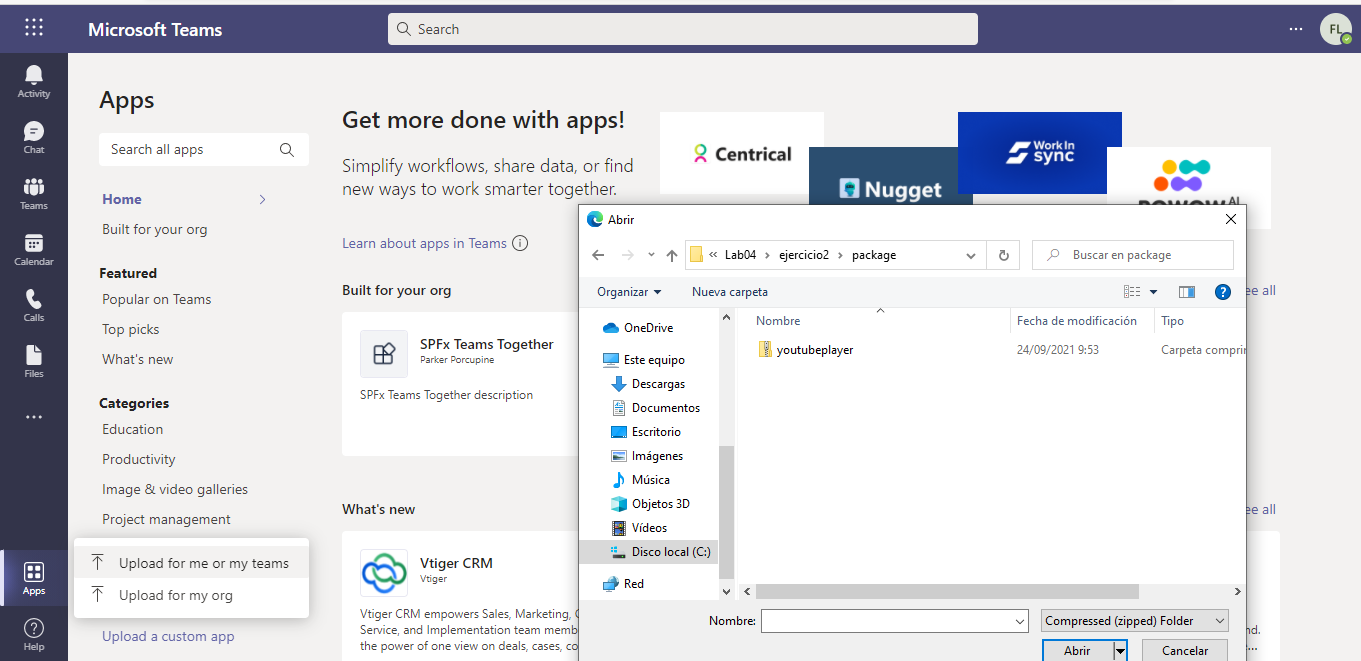 Microsoft Teams
Search
FL
Activity
Chat
Teams
Calendar
Calls
Files
Apps
Help
Apps
Search all apps
Home
Built for your org
Featured
Popular on Teams
Top picks
What's new
Categories
Education
Productivity
Image & video galleries
Project management
Upload for me or my teams
Upload for my org
Upload a custom app
Get more done with apps!
Simplify workflows, share data, or find
new ways to work smarter together.
Learn about apps in Teams
Centrical
Nugget
Work In
sync
POWOW AI
Built for your org
ee all
SPFx Teams Together
Parker Porcupine
SPFx Teams Together description
What's new
ee all
Vtiger CRM
Vtiger
Vtiger CRM empowers Sales, Marketing, C
Service, and Implementation team memb
the power of one view on deals, cases, co
nd.
Abrir
« Lab04 › ejercicio2 › package
Buscar en package
Organizar
Nueva carpeta
OneDrive
Este equipo
Descargas
Documentos
Escritorio
Imágenes
Música
Objetos 3D
Vídeos
Disco local (C:)
Red
Nombre Fecha de modificación Tipo
youtubeplayer 24/09/2021 9:53 Carpeta comprir
Nombre:
Compressed (zipped) Folder
Abrir
Cancelar